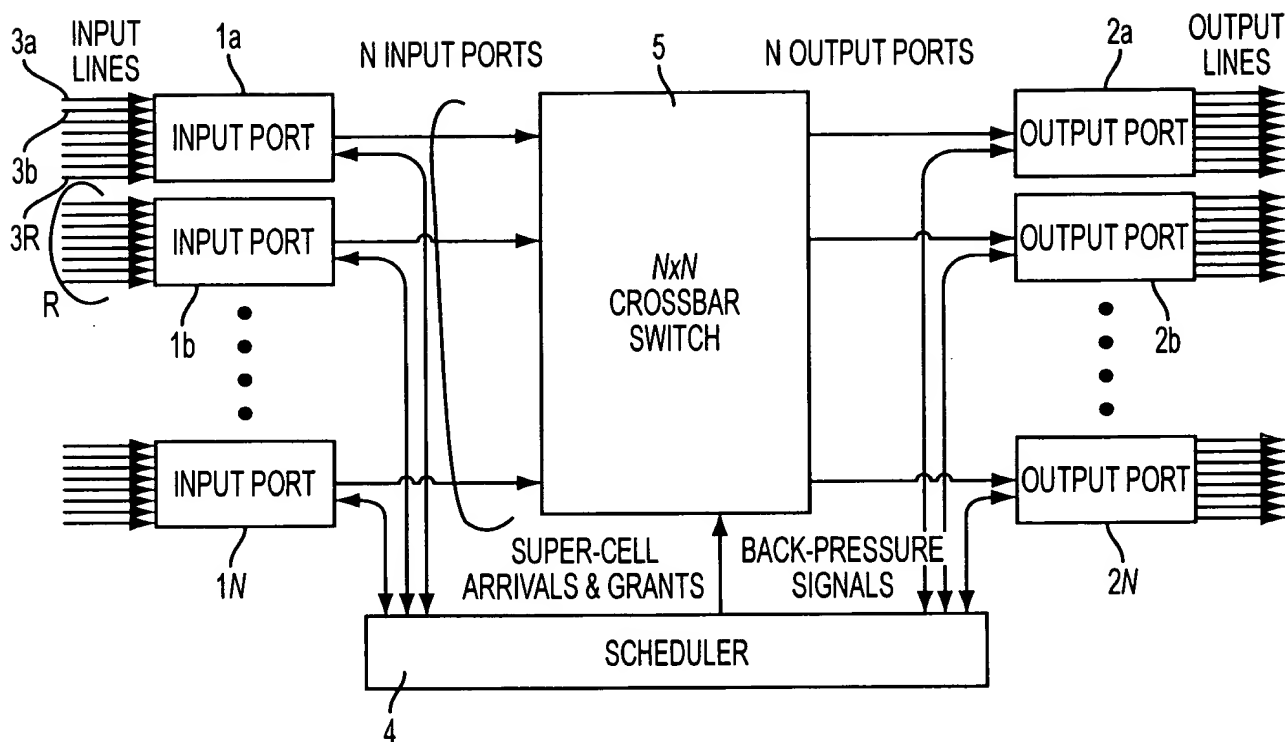 3a
INPUT
LINES
1a
N INPUT PORTS
5
N OUTPUT PORTS
2a
OUTPUT
LINES
INPUT PORT
OUTPUT PORT
3b
3R
INPUT PORT
OUTPUT PORT
R
1b
NxN
CROSSBAR
SWITCH
2b
INPUT PORT
OUTPUT PORT
1N
SUPER-CELL
ARRIVALS & GRANTS
BACK-PRESSURE
SIGNALS
2N
SCHEDULER
4